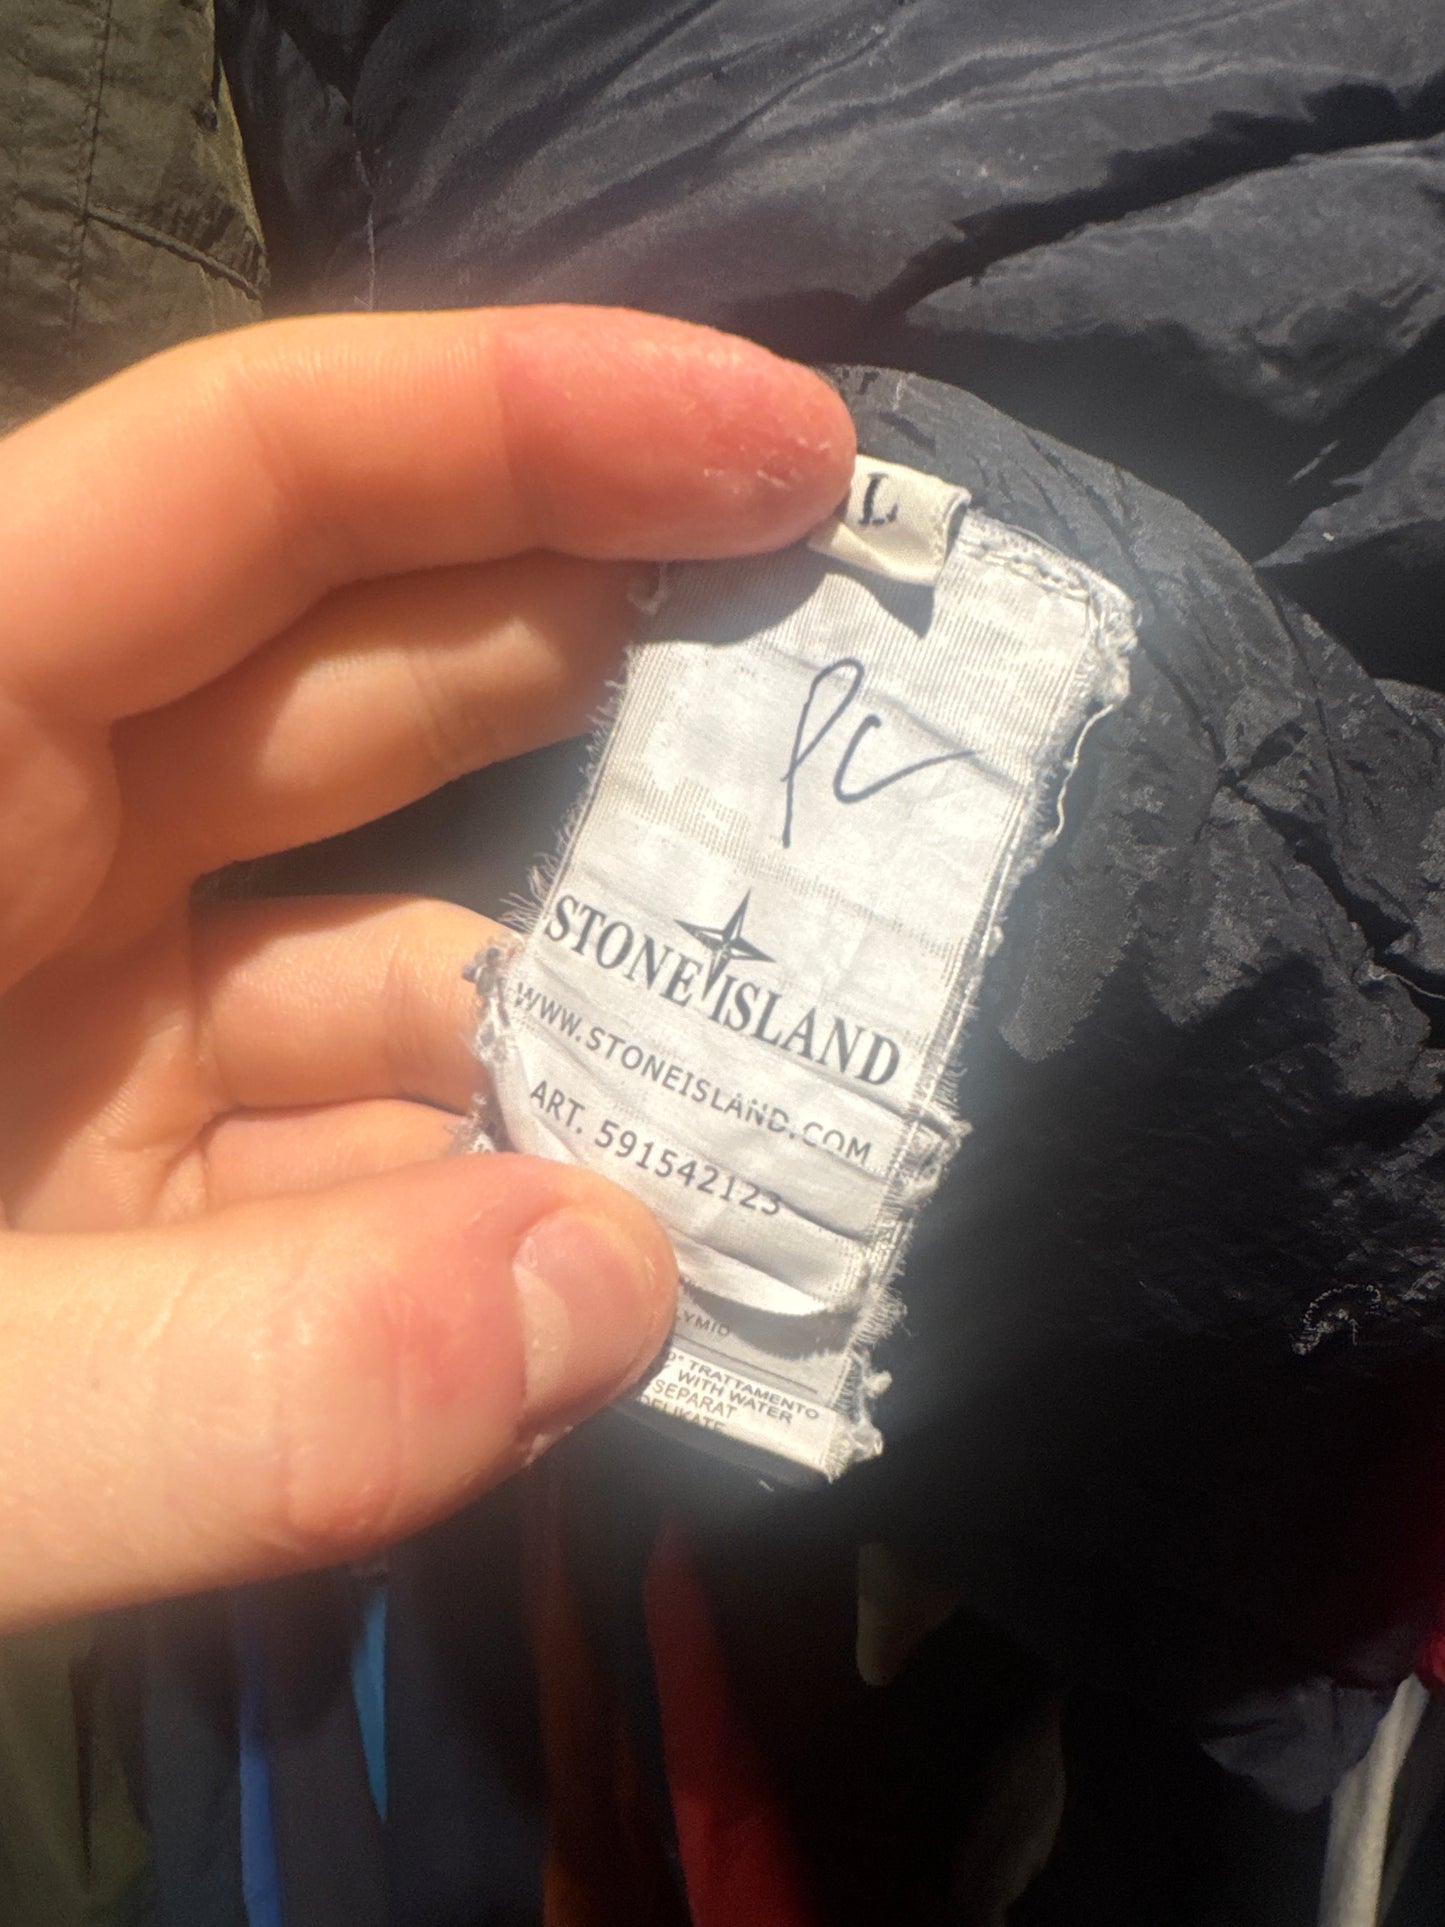 L
STONE ISLAND
WWW.STONEISLAND.COM
ART. 591542123
TRATTAMENTO
WITH WATER
SEPARAT